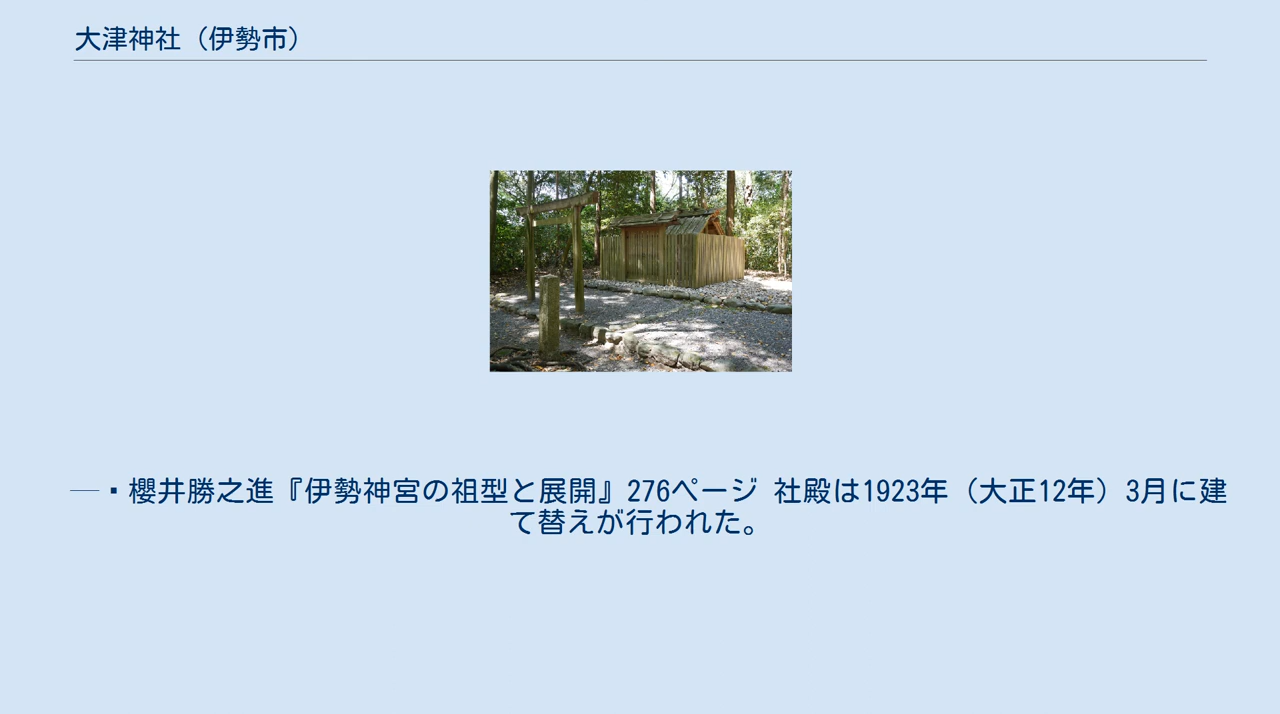 大津神社（伊勢市）
─▪櫻井勝之進『伊勢神宮の祖型と展開』276ページ 社殿は1923年（大正12年）3月に建
て替えが行われた。